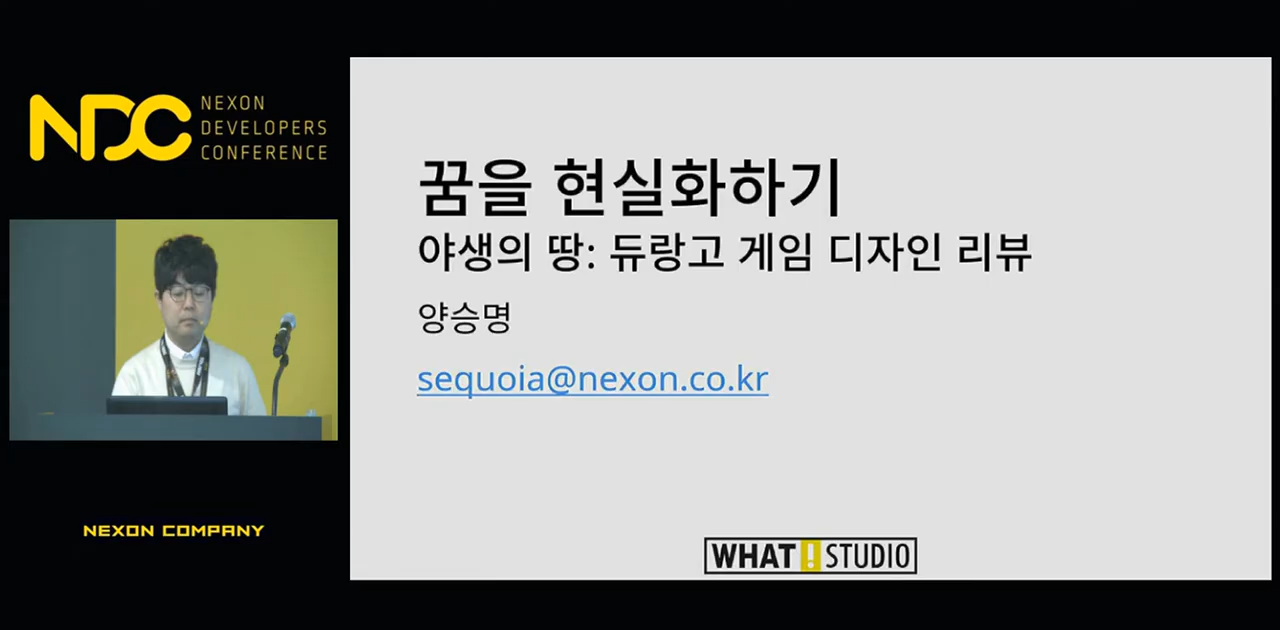 NDC
NEXON
DEVELOPERS
CONFERENCE
꿈을 현실화하기
야생의 땅: 듀랑고 게임 디자인 리뷰
양승명
sequoia@nexon.co.kr
NEXON COMPANY
WHAT! STUDIO